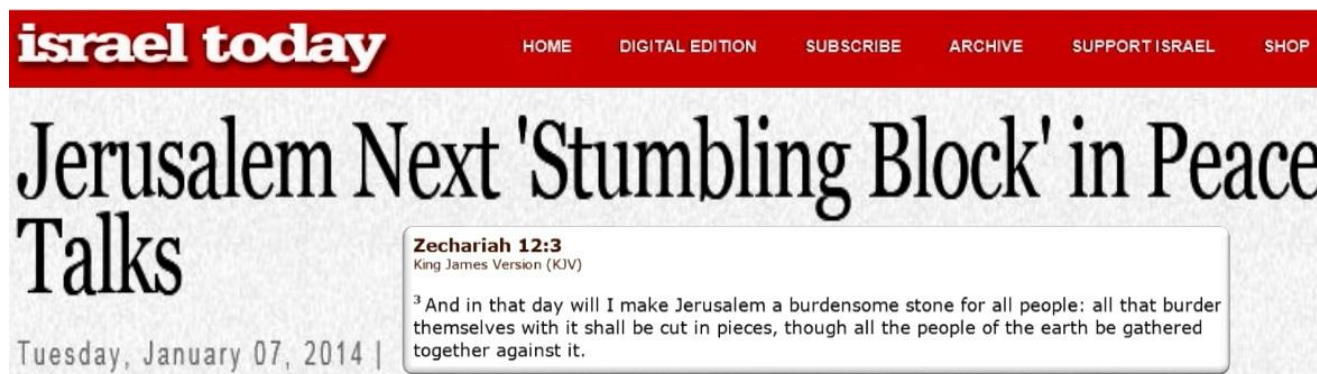 israel today
HOME DIGITAL EDITION SUBSCRIBE ARCHIVE SUPPORT ISRAEL SHOP
Jerusalem Next 'Stumbling Block' in Peace
Talks
Zechariah 12:3
King James Version (KJV)
3 And in that day will I make Jerusalem a burdensome stone for all people: all that burder
themselves with it shall be cut in pieces, though all the people of the earth be gathered
together against it.
Tuesday, January 07, 2014 |